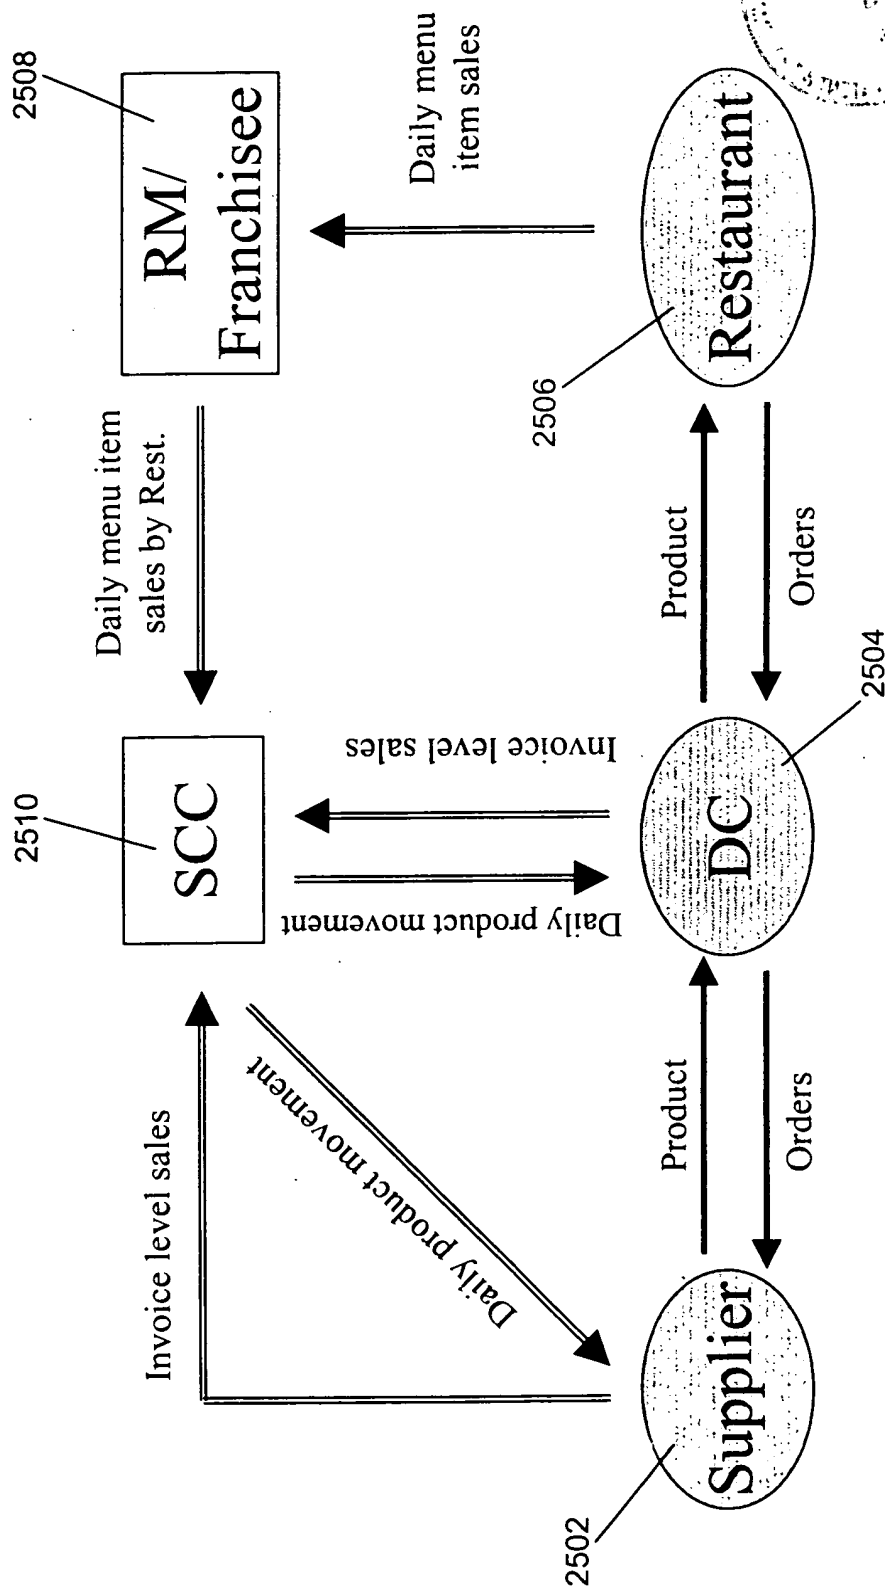 2510
2508
SCC
RM/
Franchisee
Daily menu item
sales by Rest.
Invoice level sales
Daily product movement
Daily product movement
Invoice level sales
Daily menu
item sales
2502
2506
Supplier
DC
Restaurant
Product
Orders
Product
Orders
2504